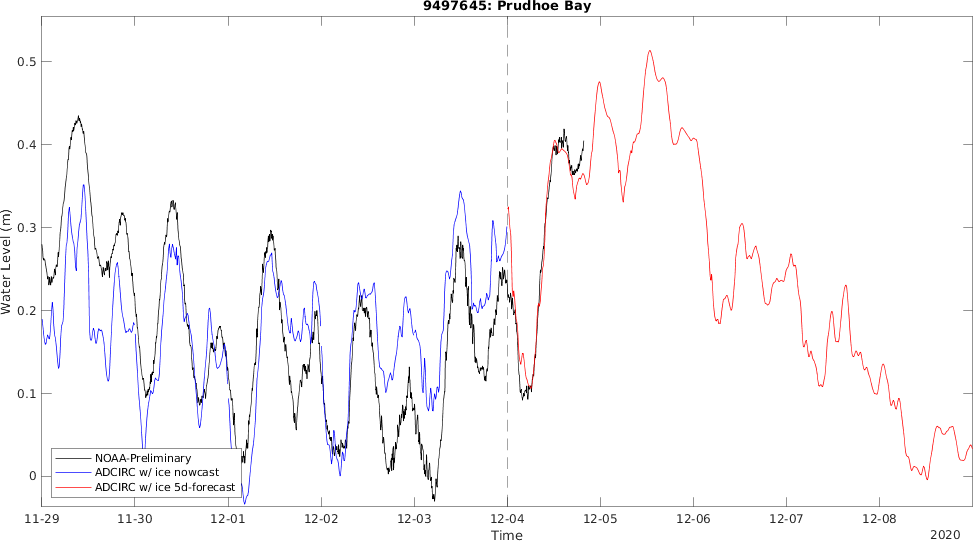 9497645: Prudhoe Bay
Water Level (m)
0.5
0.4
0.3
0.2
0.1
0
NOAA-Preliminary
ADCIRC w/ ice nowcast
ADCIRC w/ ice 5d-forecast
11-29 11-30 12-01 12-02 12-03 12-04 12-05 12-06 12-07 12-08
Time
2020